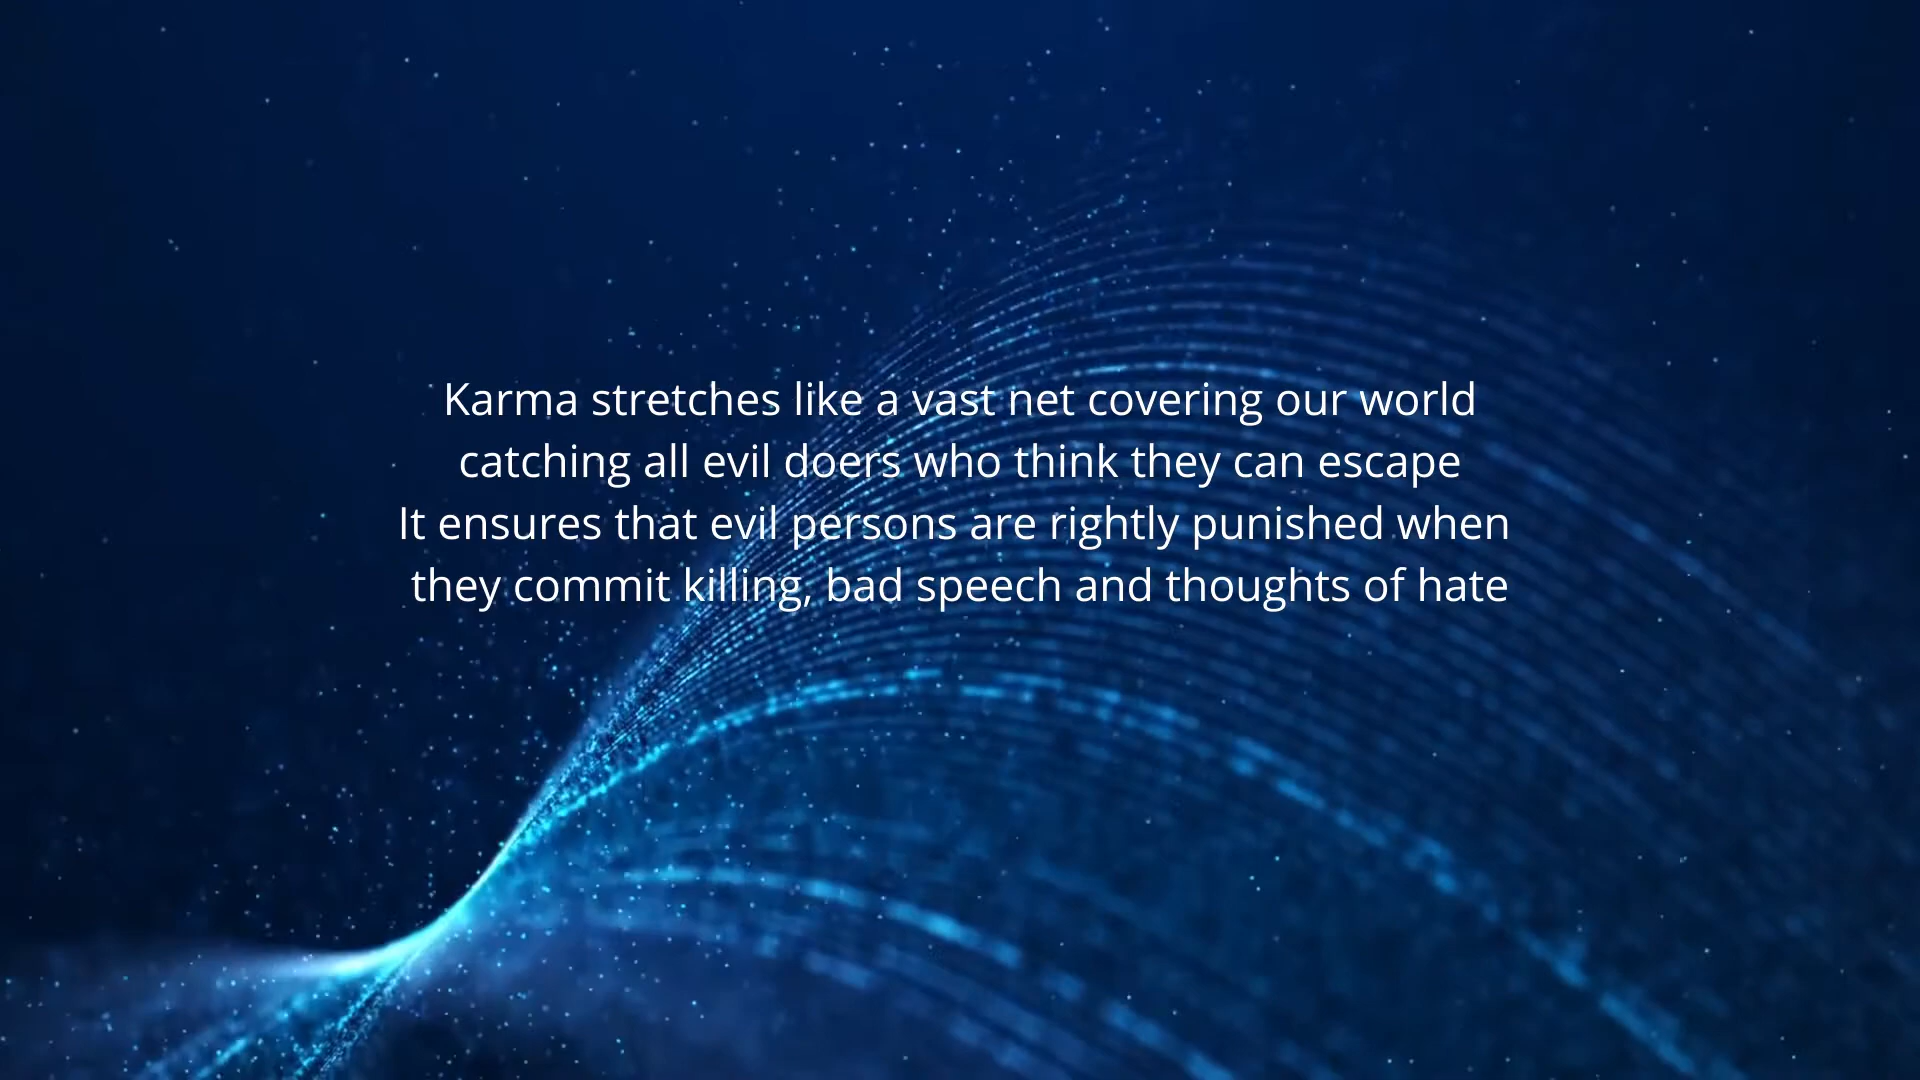 Karma stretches like a vast net covering our world
catching all evil doers who think they can escape
It ensures that evil persons are rightly punished when
they commit killing, bad speech and thoughts of hate